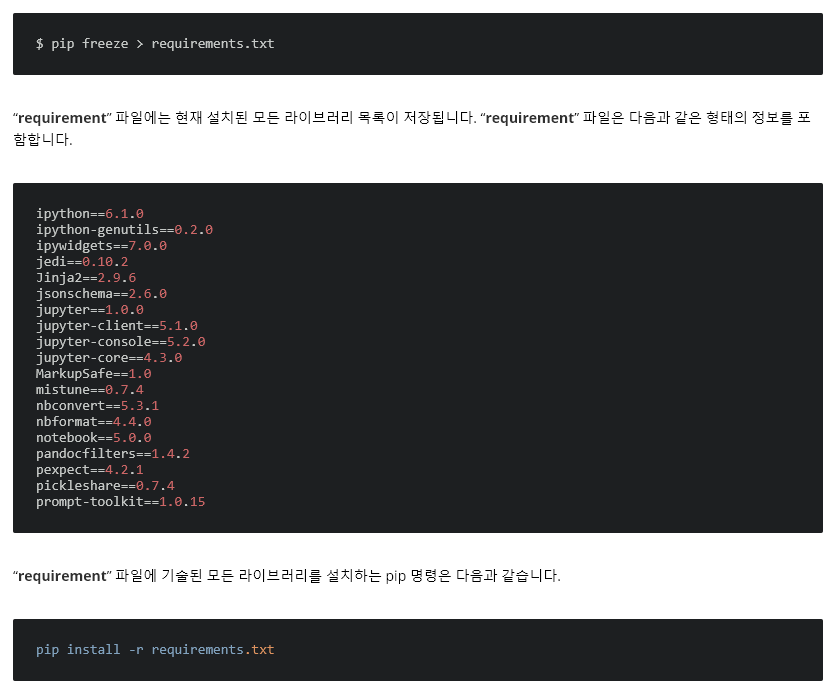 $ pip freeze > requirements.txt
“requirement” 파일에는 현재 설치된 모든 라이브러리 목록이 저장됩니다. “requirement” 파일은 다음과 같은 형태의 정보를 포
함합니다.
ipython==6.1.0
ipython-genutils==0.2.0
ipywidgets==7.0.0
jedi==0.10.2
Jinja2==2.9.6
jsonschema==2.6.0
jupyter==1.0.0
jupyter-client==5.1.0
jupyter-console==5.2.0
jupyter-core==4.3.0
MarkupSafe==1.0
mistune==0.7.4
nbconvert==5.3.1
nbformat==4.4.0
notebook==5.0.0
pandocfilters==1.4.2
pexpect==4.2.1
pickleshare==0.7.4
prompt-toolkit==1.0.15
“requirement” 파일에 기술된 모든 라이브러리를 설치하는 pip 명령은 다음과 같습니다.
pip install -r requirements.txt